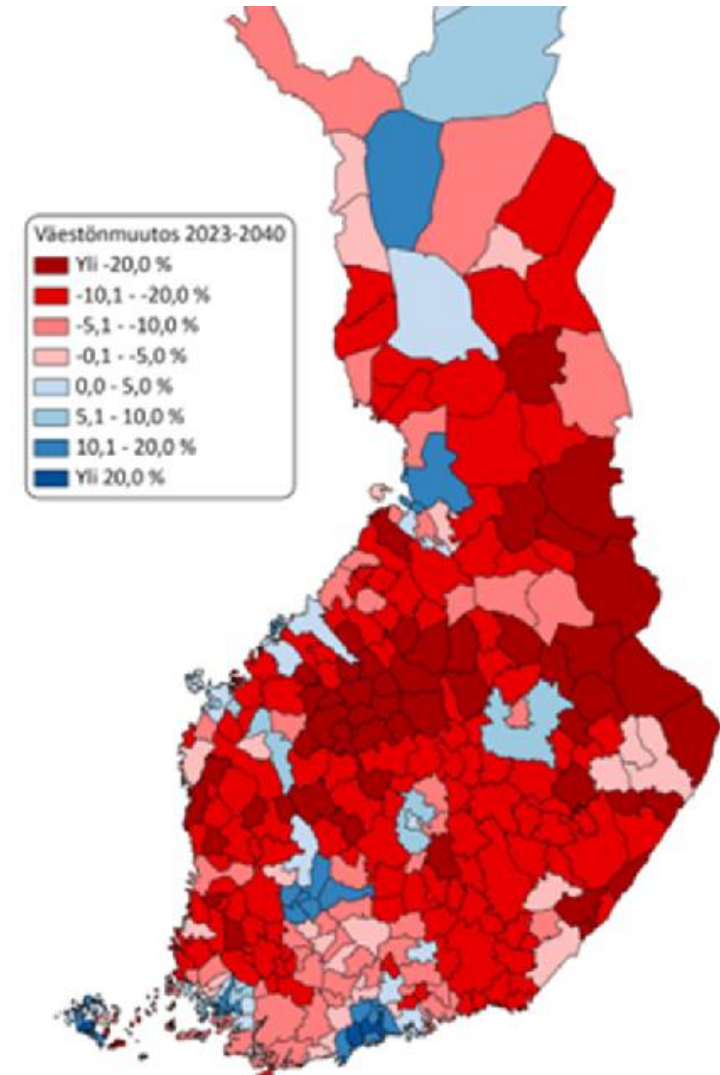 Väestönmuutos 2023-2040
Yli -20,0 %
-10,1 - -20,0 %
-5,1 - -10,0 %
-0,1 - -5,0 %
0,0 - 5,0 %
5,1 - 10,0 %
10,1 - 20,0 %
Yli 20,0 %